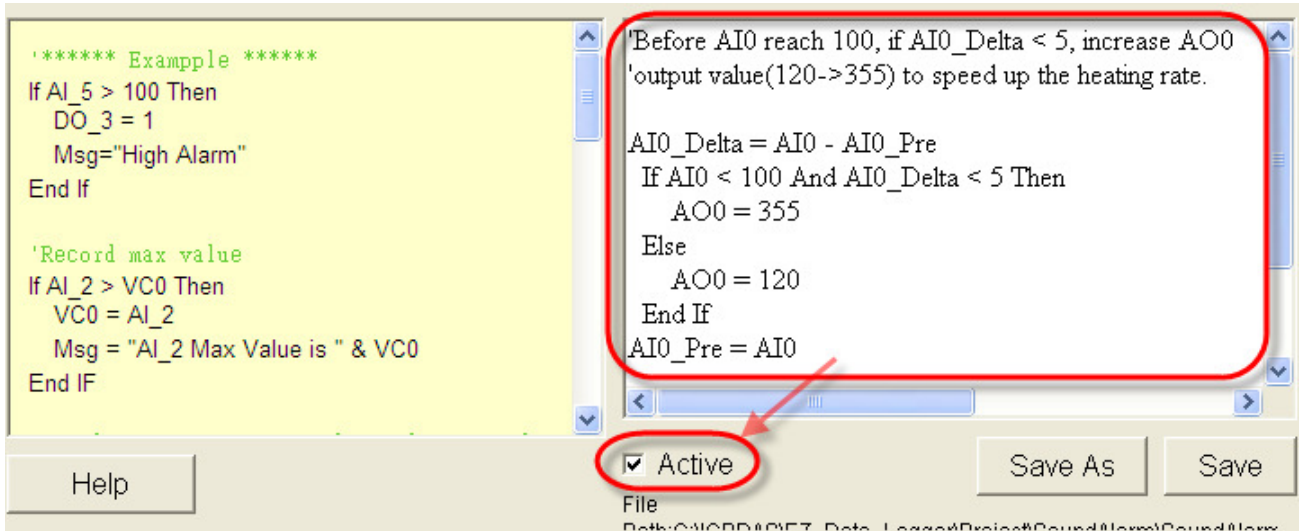 '****** Exampple ******
If AI_5 > 100 Then
DO_3 = 1
Msg="High Alarm"
End If
'Record max value
If AI_2 > VC0 Then
VC0 = AI_2
Msg = "AI_2 Max Value is " & VC0
End IF
Help
'Before AI0 reach 100, if AI0_Delta < 5, increase AO0
'output value(120->355) to speed up the heating rate.
AI0_Delta = AI0 - AI0_Pre
If AI0 < 100 And AI0_Delta < 5 Then
AO0 = 355
Else
AO0 = 120
End If
AI0_Pre = AI0
Active
Save As
Save
File